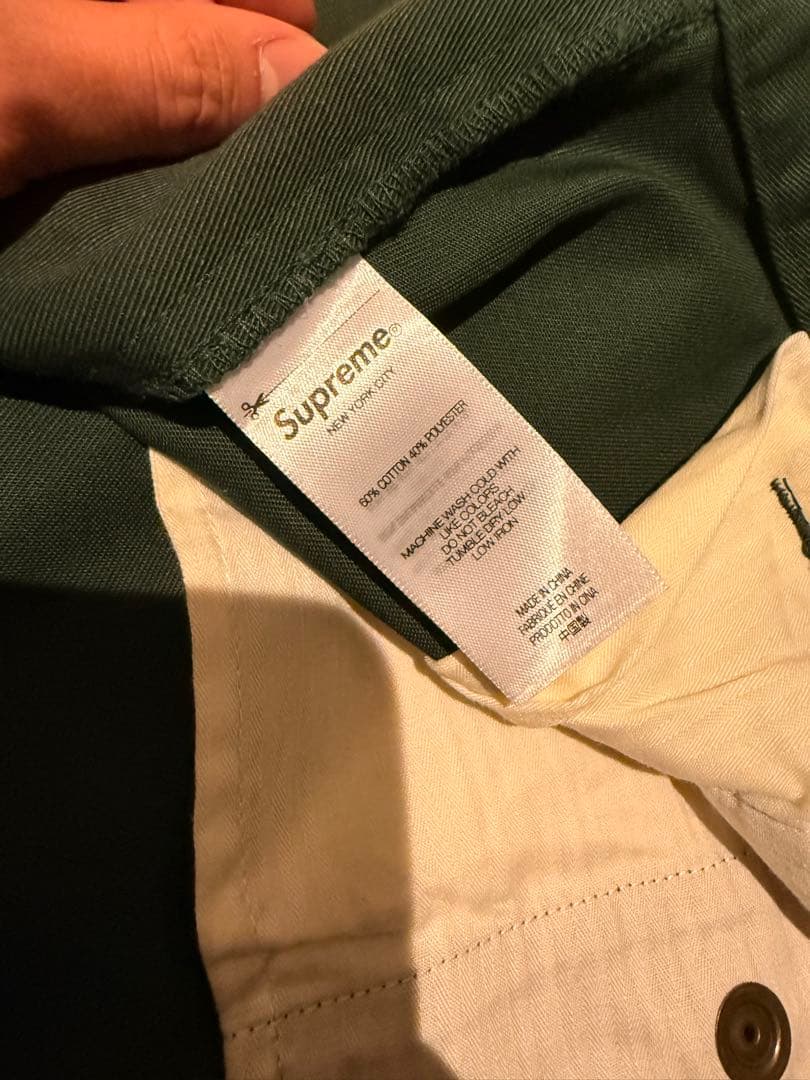 Supreme®
NEW YORK CITY
60% COTTON 40% POLYESTER
MACHINE WASH COLD WITH
LIKE COLORS
DO NOT BLEACH
TUMBLE DRY LOW
LOW IRON
MADE IN CHINA
FABRIQUÉ EN CHINE
PRODOTTO IN CINA
中国製